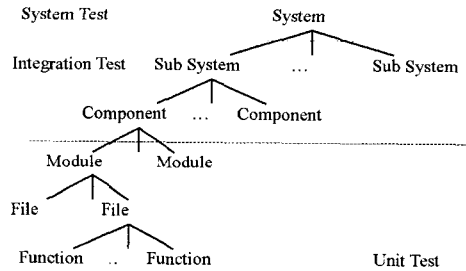 System Test System
Integration Test Sub System ... Sub System
Component ... Component
Module Module
File File
Function .. Function Unit Test